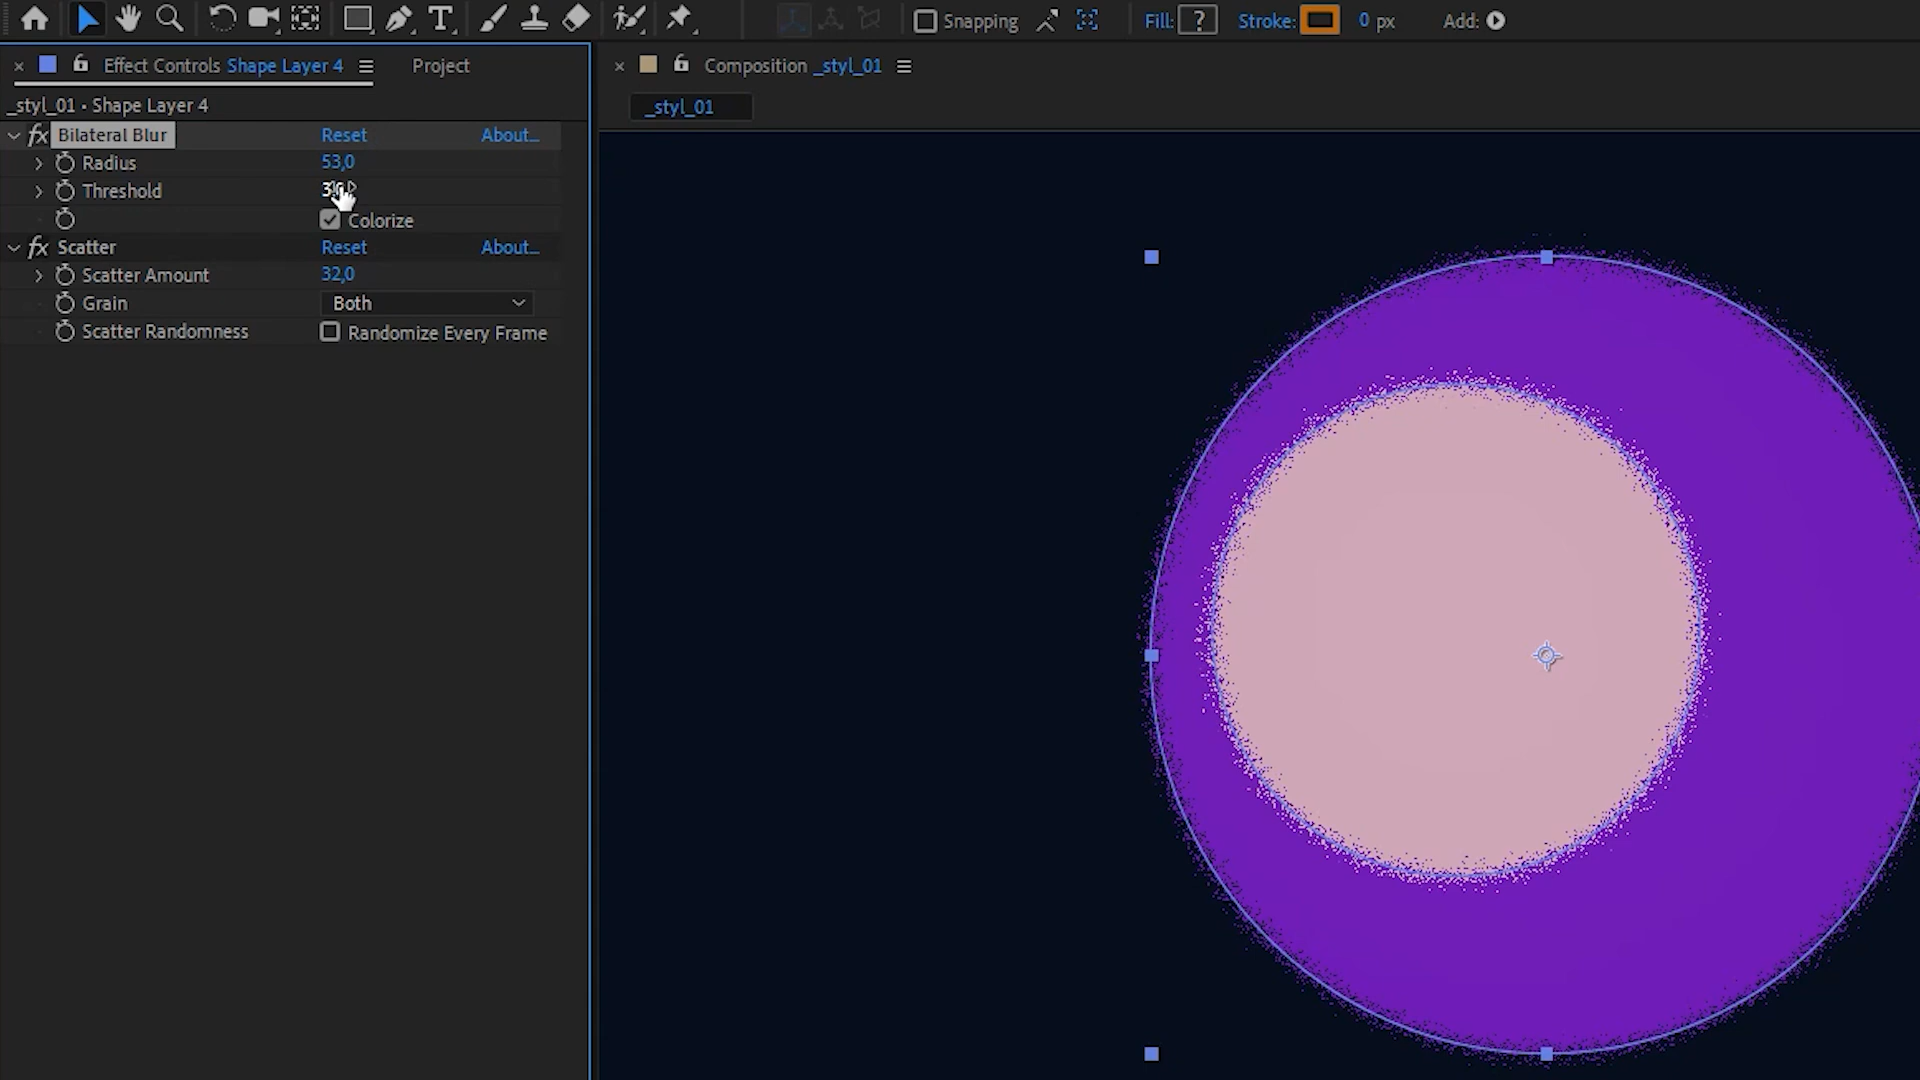 Snapping Fill: ? Stroke: 0 px Add:
Effect Controls Shape Layer 4 Project
Composition _styl_01
_styl_01 • Shape Layer 4
_styl_01
fx Bilateral Blur Reset About...
Radius 53,0
Threshold
Colorize
fx Scatter Reset About...
Scatter Amount 32,0
Grain Both
Scatter Randomness Randomize Every Frame